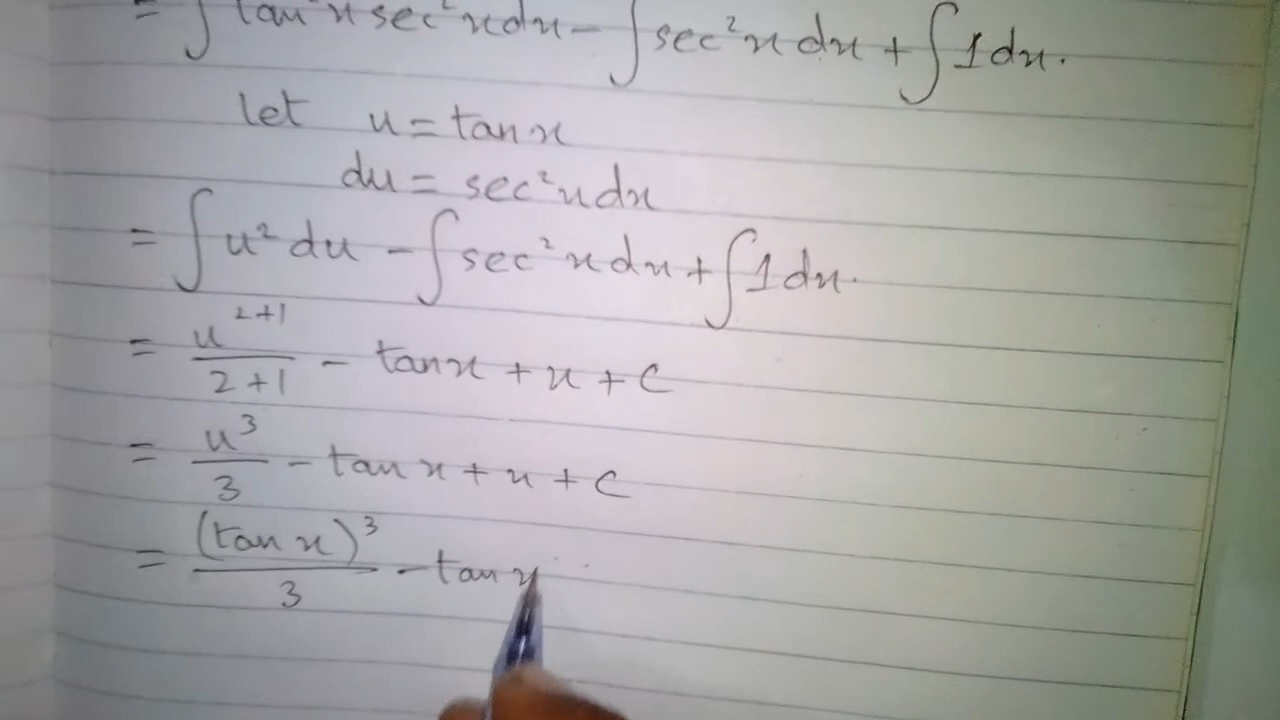 = ∫ tan²x sec²x dx − ∫ sec²x dx + ∫ 1 dx.
let u = tan x
du = sec²x dx
= ∫ u² du − ∫ sec²x dx + ∫ 1 dx.
= u^(2+1)/(2+1) − tan x + x + c
= u³/3 − tan x + x + c
= (tan x)³/3 − tan x